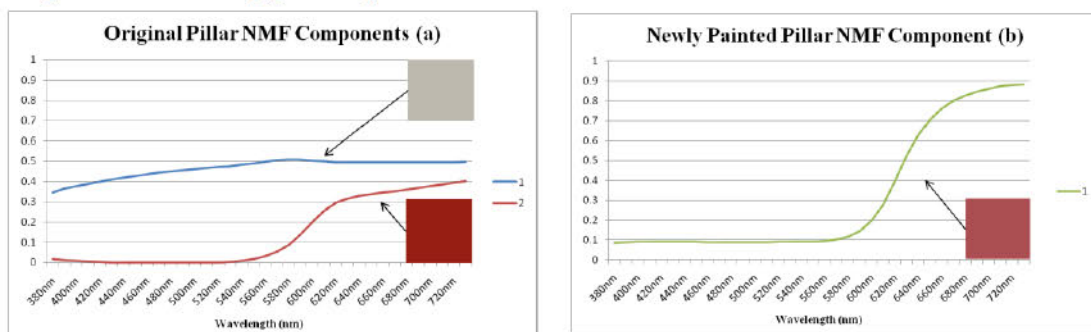 Original Pillar NMF Components (a)
1
0.9
0.8
0.7
0.6
0.5
0.4
0.3
0.2
0.1
0
380nm
400nm
420nm
440nm
460nm
480nm
500nm
520nm
540nm
560nm
580nm
600nm
620nm
640nm
660nm
680nm
700nm
720nm
Wavelength (nm)
1
2
Newly Painted Pillar NMF Component (b)
1
0.9
0.8
0.7
0.6
0.5
0.4
0.3
0.2
0.1
0
380nm
400nm
420nm
440nm
460nm
480nm
500nm
520nm
540nm
560nm
580nm
600nm
620nm
640nm
660nm
680nm
700nm
720nm
Wavelength (nm)
1